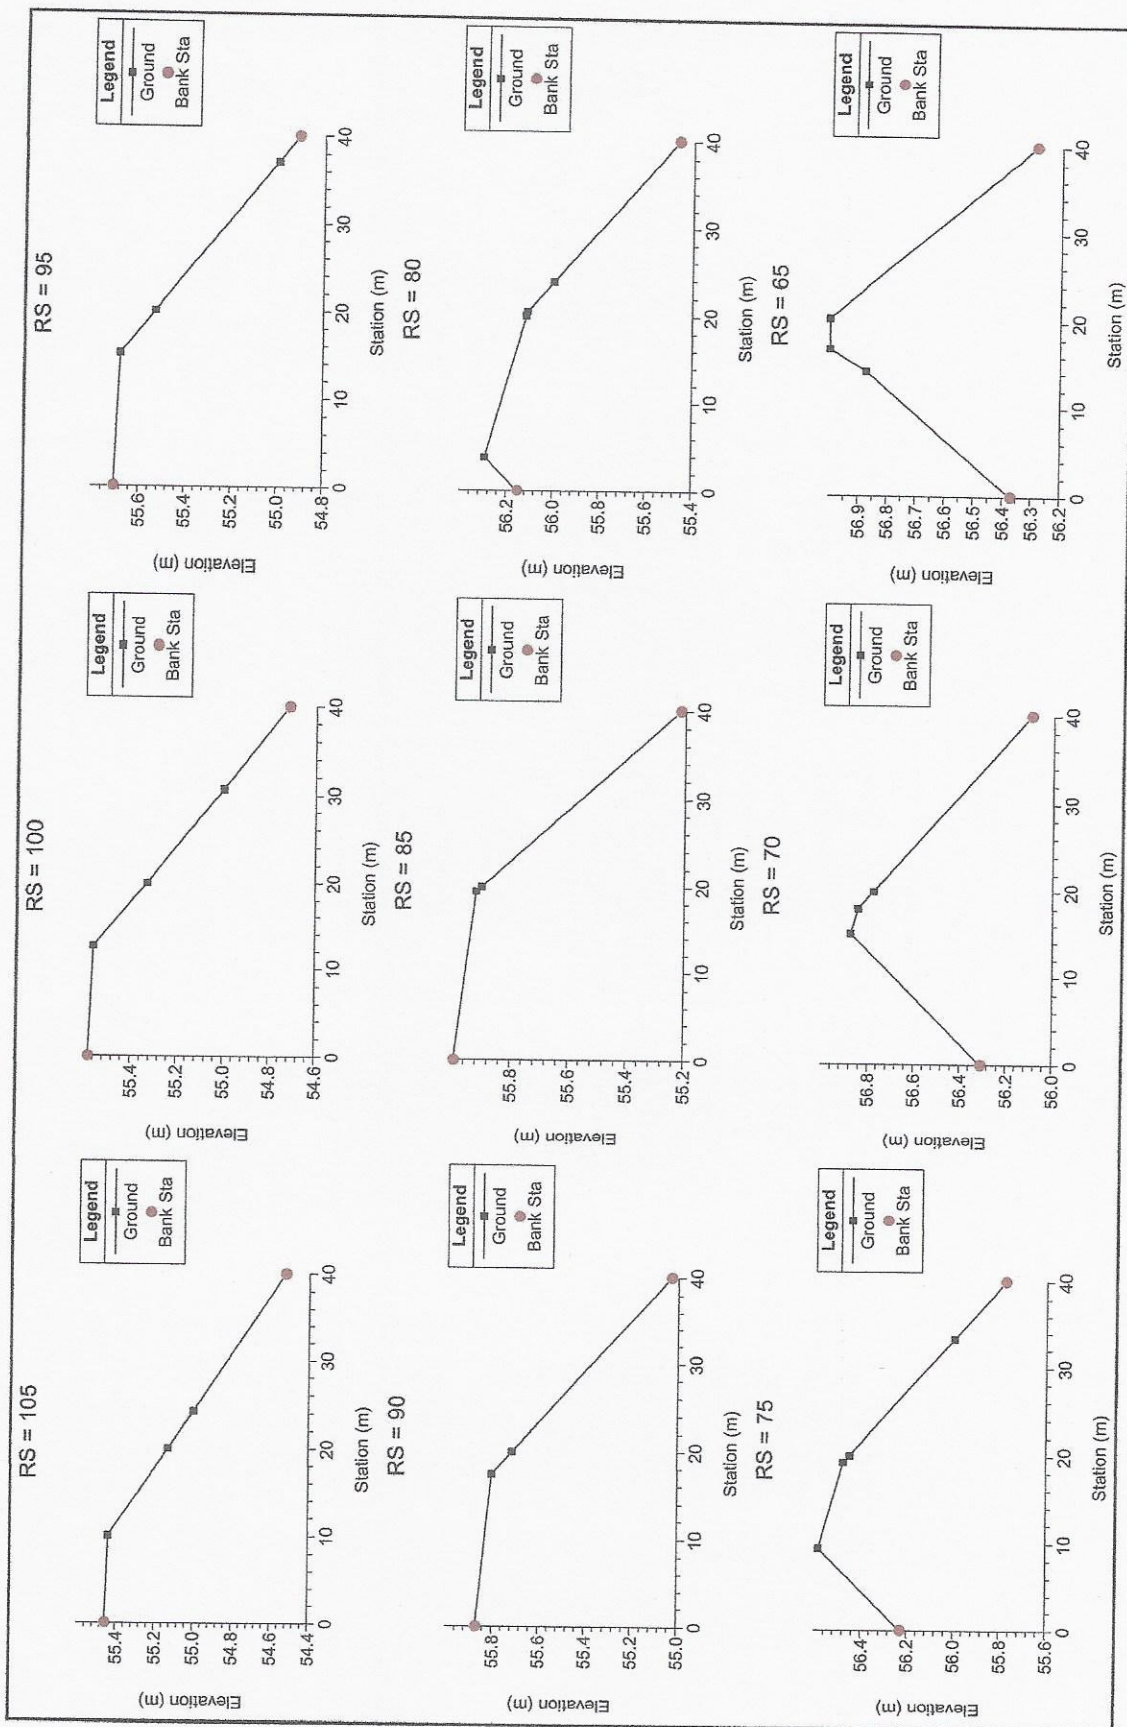 RS = 105
Elevation (m)
55.4
55.2
55.0
54.8
54.6
54.4
0
10
20
30
40
Station (m)
Legend
Ground
Bank Sta
RS = 100
Elevation (m)
55.4
55.2
55.0
54.8
54.6
0
10
20
30
40
Station (m)
Legend
Ground
Bank Sta
RS = 95
Elevation (m)
55.6
55.4
55.2
55.0
54.8
0
10
20
30
40
Station (m)
Legend
Ground
Bank Sta
RS = 90
Elevation (m)
55.8
55.6
55.4
55.2
55.0
0
10
20
30
40
Station (m)
Legend
Ground
Bank Sta
RS = 85
Elevation (m)
55.8
55.6
55.4
55.2
0
10
20
30
40
Station (m)
Legend
Ground
Bank Sta
RS = 80
Elevation (m)
56.2
56.0
55.8
55.6
55.4
0
10
20
30
40
Station (m)
Legend
Ground
Bank Sta
RS = 75
Elevation (m)
56.4
56.2
56.0
55.8
55.6
0
10
20
30
40
Station (m)
Legend
Ground
Bank Sta
RS = 70
Elevation (m)
56.8
56.6
56.4
56.2
56.0
0
10
20
30
40
Station (m)
Legend
Ground
Bank Sta
RS = 65
Elevation (m)
56.9
56.8
56.7
56.6
56.5
56.4
56.3
56.2
0
10
20
30
40
Station (m)
Legend
Ground
Bank Sta